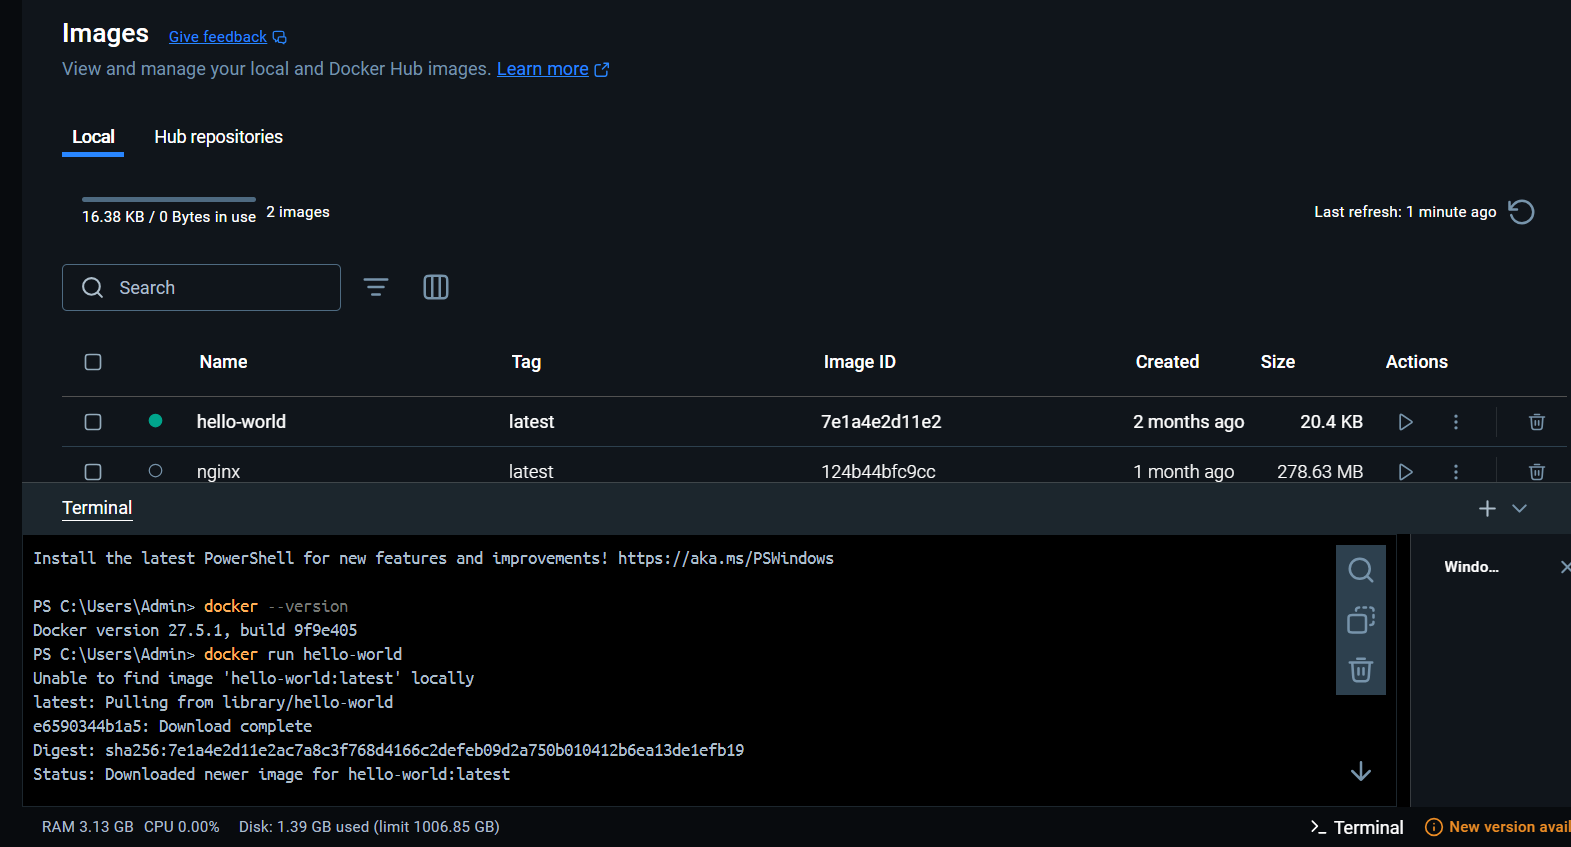 Images Give feedback
View and manage your local and Docker Hub images. Learn more
Local Hub repositories
16.38 KB / 0 Bytes in use 2 images Last refresh: 1 minute ago
Search
Name Tag Image ID Created Size Actions
hello-world latest 7e1a4e2d11e2 2 months ago 20.4 KB
nginx latest 124b44bfc9cc 1 month ago 278.63 MB
Terminal
Install the latest PowerShell for new features and improvements! https://aka.ms/PSWindows
Windo...
PS C:\Users\Admin> docker --version
Docker version 27.5.1, build 9f9e405
PS C:\Users\Admin> docker run hello-world
Unable to find image 'hello-world:latest' locally
latest: Pulling from library/hello-world
e6590344b1a5: Download complete
Digest: sha256:7e1a4e2d11e2ac7a8c3f768d4166c2defeb09d2a750b010412b6ea13de1efb19
Status: Downloaded newer image for hello-world:latest
RAM 3.13 GB CPU 0.00% Disk: 1.39 GB used (limit 1006.85 GB) Terminal New version avail